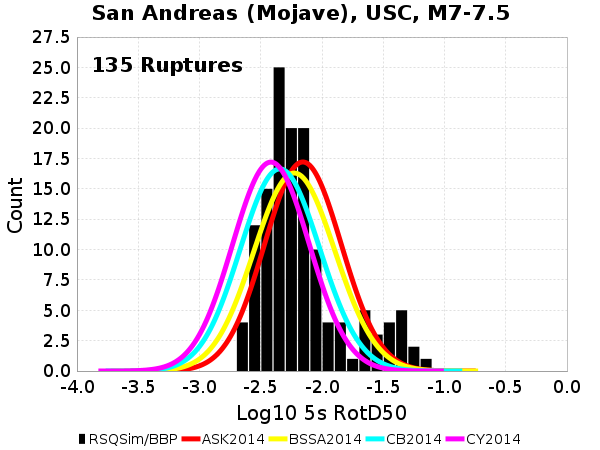 San Andreas (Mojave), USC, M7-7.5
27.5
25.0
22.5
20.0
17.5
15.0
12.5
10.0
7.5
5.0
2.5
0.0
Count
135 Ruptures
-4.0 -3.5 -3.0 -2.5 -2.0 -1.5 -1.0 -0.5 0.0
Log10 5s RotD50
RSQSim/BBP ASK2014 BSSA2014 CB2014 CY2014